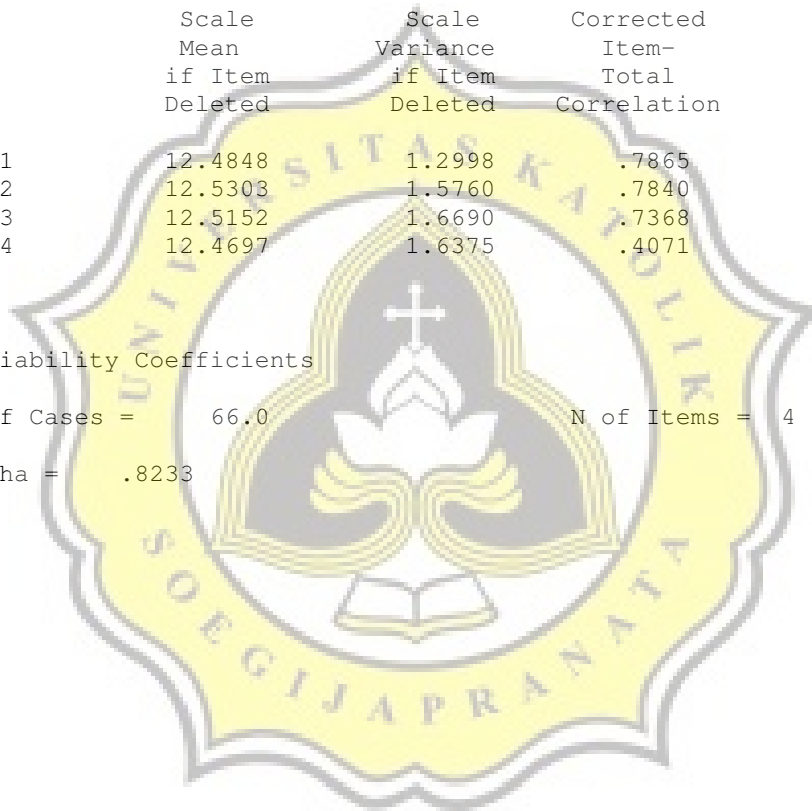 Scale Scale Corrected
Mean Variance Item-
if Item if Item Total
Deleted Deleted Correlation
1 12.4848 1.2998 .7865
2 12.5303 1.5760 .7840
3 12.5152 1.6690 .7368
4 12.4697 1.6375 .4071
iability Coefficients
f Cases = 66.0 N of Items = 4
ha = .8233
UNIVERSITAS KATOLIK
SOEGIJAPRANATA